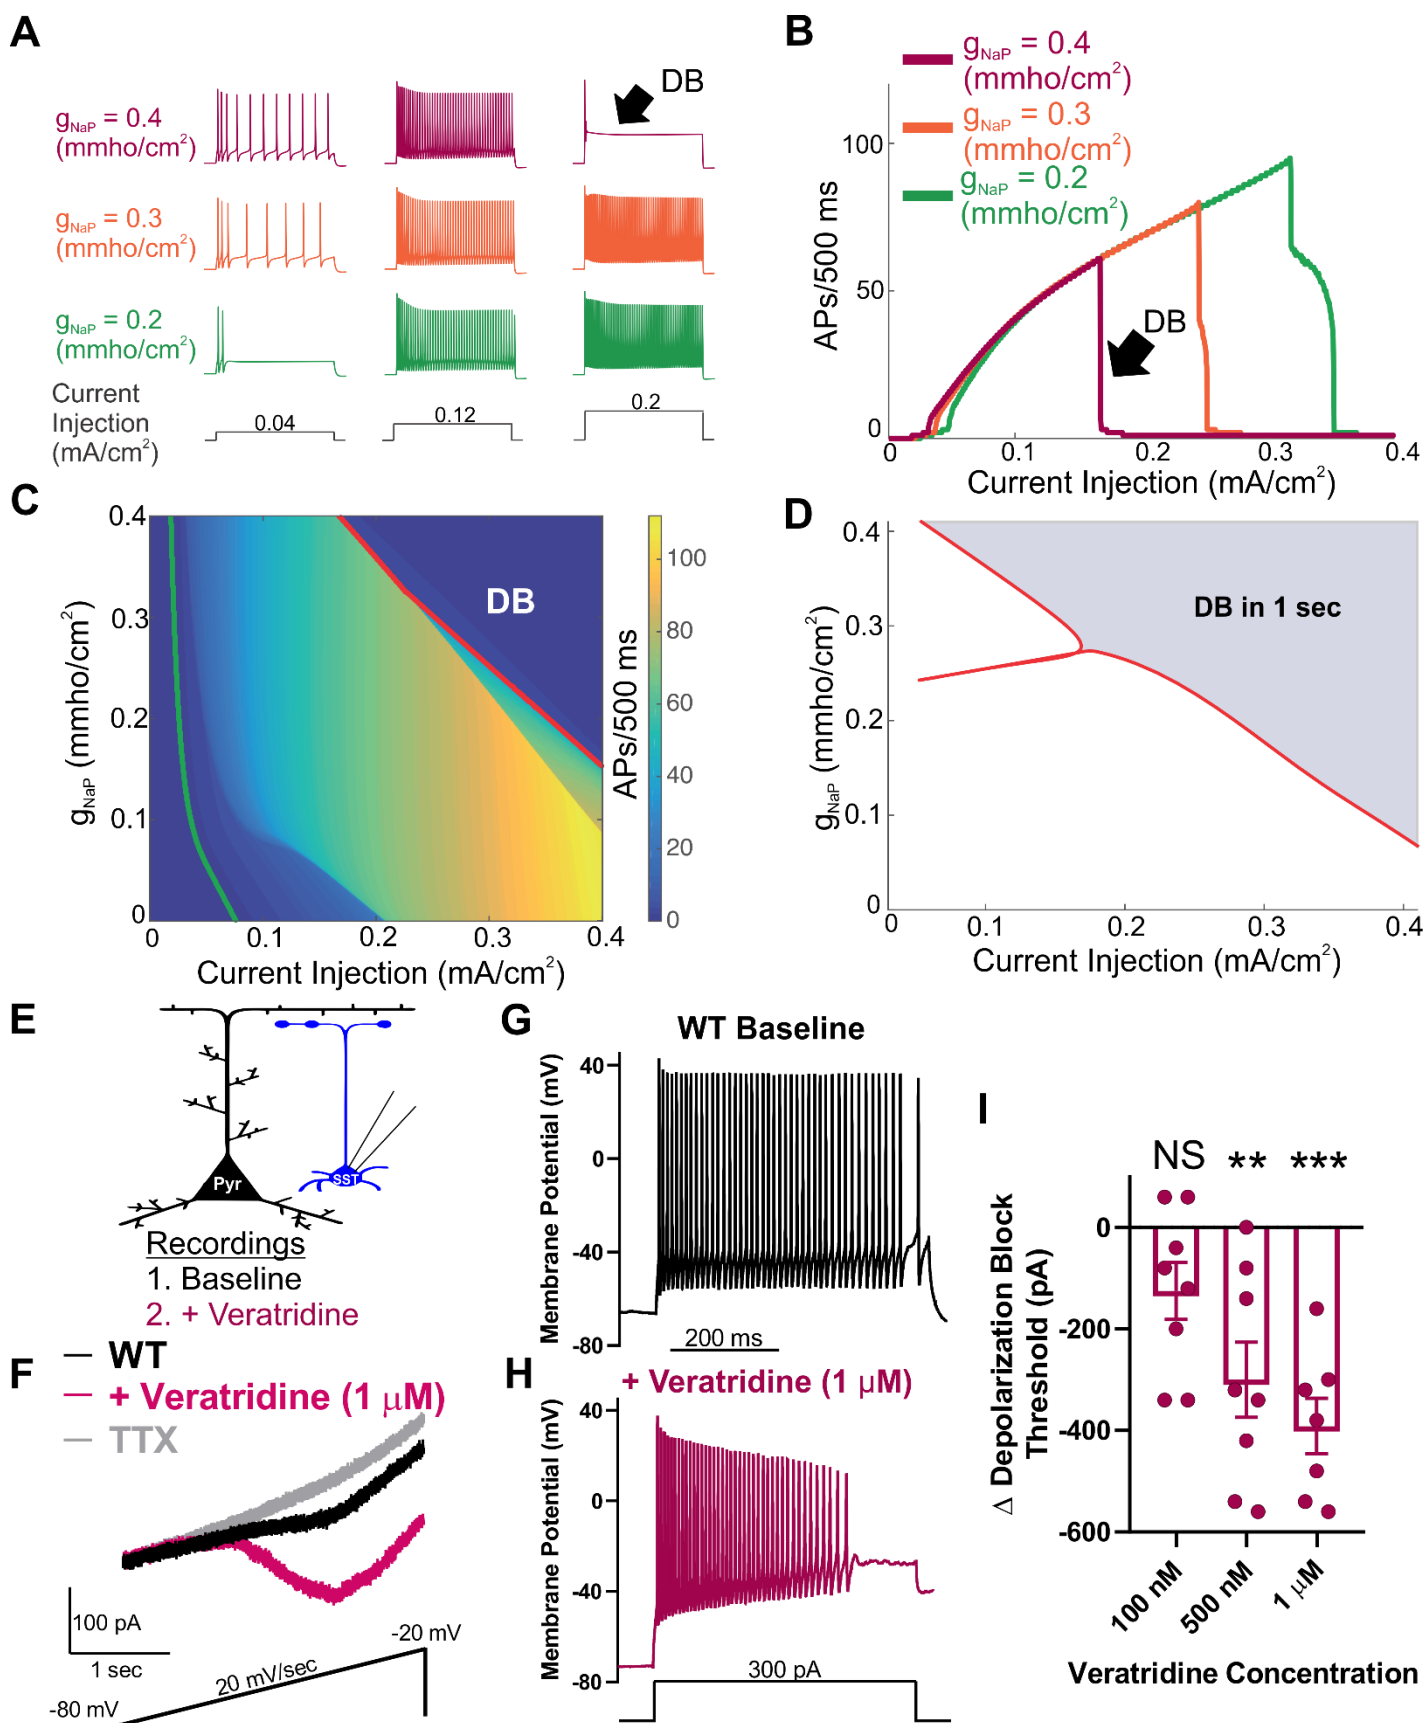 A
g_NaP = 0.4
(mmho/cm²)
DB
g_NaP = 0.3
(mmho/cm²)
g_NaP = 0.2
(mmho/cm²)
Current
Injection
(mA/cm²)
0.04
0.12
0.2
B
g_NaP = 0.4
(mmho/cm²)
g_NaP = 0.3
(mmho/cm²)
g_NaP = 0.2
(mmho/cm²)
APs/500 ms
100
50
0
DB
0 0.1 0.2 0.3 0.4
Current Injection (mA/cm²)
C
g_NaP (mmho/cm²)
0.4
0.3
0.2
0.1
0
DB
0 0.1 0.2 0.3 0.4
Current Injection (mA/cm²)
APs/500 ms
100
80
60
40
20
0
D
g_NaP (mmho/cm²)
0.4
0.3
0.2
0.1
0
DB in 1 sec
0 0.1 0.2 0.3 0.4
Current Injection (mA/cm²)
E
Pyr
SST
Recordings
1. Baseline
2. + Veratridine
F
WT
+ Veratridine (1 μM)
TTX
100 pA
1 sec
-20 mV
20 mV/sec
-80 mV
G
WT Baseline
Membrane Potential (mV)
40
0
-40
-80
200 ms
H
+ Veratridine (1 μM)
Membrane Potential (mV)
40
0
-40
-80
300 pA
I
NS ** ***
Δ Depolarization Block
Threshold (pA)
0
-200
-400
-600
100 nM
500 nM
1 μM
Veratridine Concentration